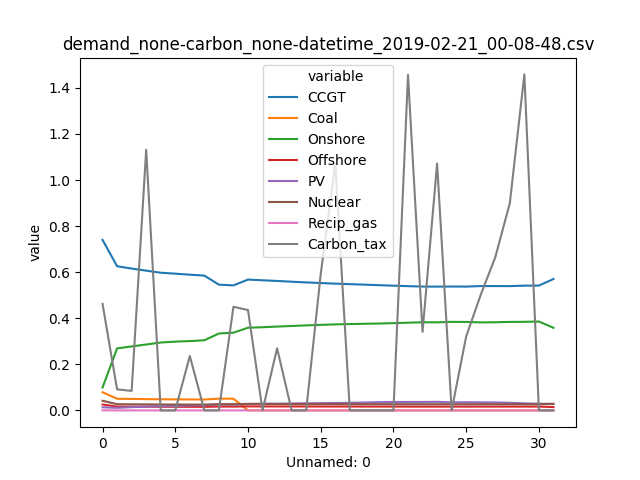 demand_none-carbon_none-datetime_2019-02-21_00-08-48.csv
variable
CCGT
Coal
Onshore
Offshore
PV
Nuclear
Recip_gas
Carbon_tax
value
1.4
1.2
1.0
0.8
0.6
0.4
0.2
0.0
0 5 10 15 20 25 30
Unnamed: 0